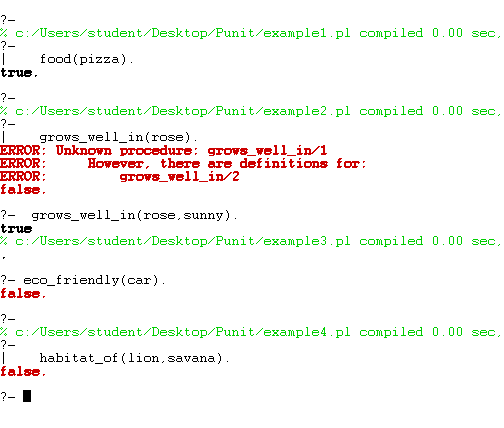 ?-
% c:/Users/student/Desktop/Punit/example1.pl compiled 0.00 sec,
?-
|    food(pizza).
true.
?-
% c:/Users/student/Desktop/Punit/example2.pl compiled 0.00 sec,
?-
|    grows_well_in(rose).
ERROR: Unknown procedure: grows_well_in/1
ERROR:     However, there are definitions for:
ERROR:         grows_well_in/2
false.
?-  grows_well_in(rose,sunny).
true
% c:/Users/student/Desktop/Punit/example3.pl compiled 0.00 sec,
.
?- eco_friendly(car).
false.
?-
% c:/Users/student/Desktop/Punit/example4.pl compiled 0.00 sec,
?-
|    habitat_of(lion,savana).
false.
?-